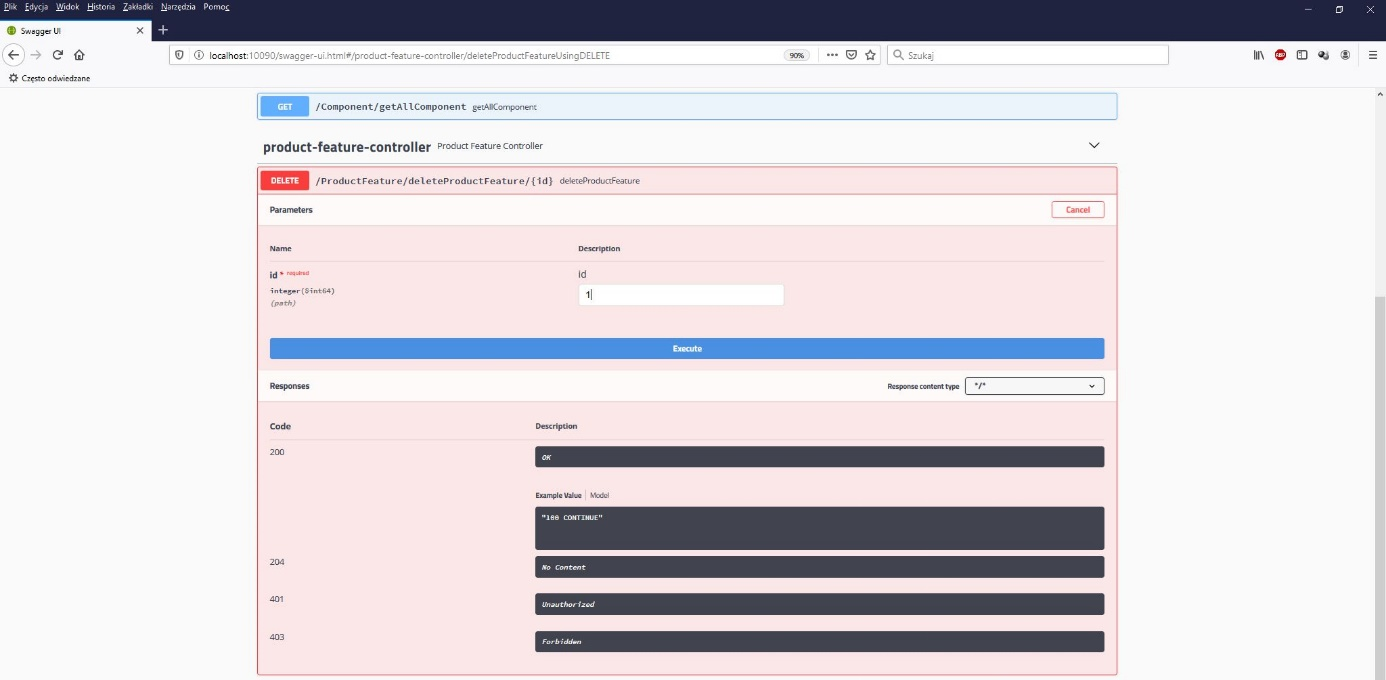 Plik Edycja Widok Historia Zakładki Narzędzia Pomoc
Swagger UI
localhost:10090/swagger-ui.html#/product-feature-controller/deleteProductFeatureUsingDELETE 90% Szukaj
Często odwiedzane
GET /Component/getAllComponent getAllComponent
product-feature-controller Product Feature Controller
DELETE /ProductFeature/deleteProductFeature/{id} deleteProductFeature
Parameters Cancel
Name Description
id * required id
integer($int64) 1
(path)
Execute
Responses Response content type */*
Code Description
200 OK
Example Value Model
"100 CONTINUE"
204 No Content
401 Unauthorized
403 Forbidden